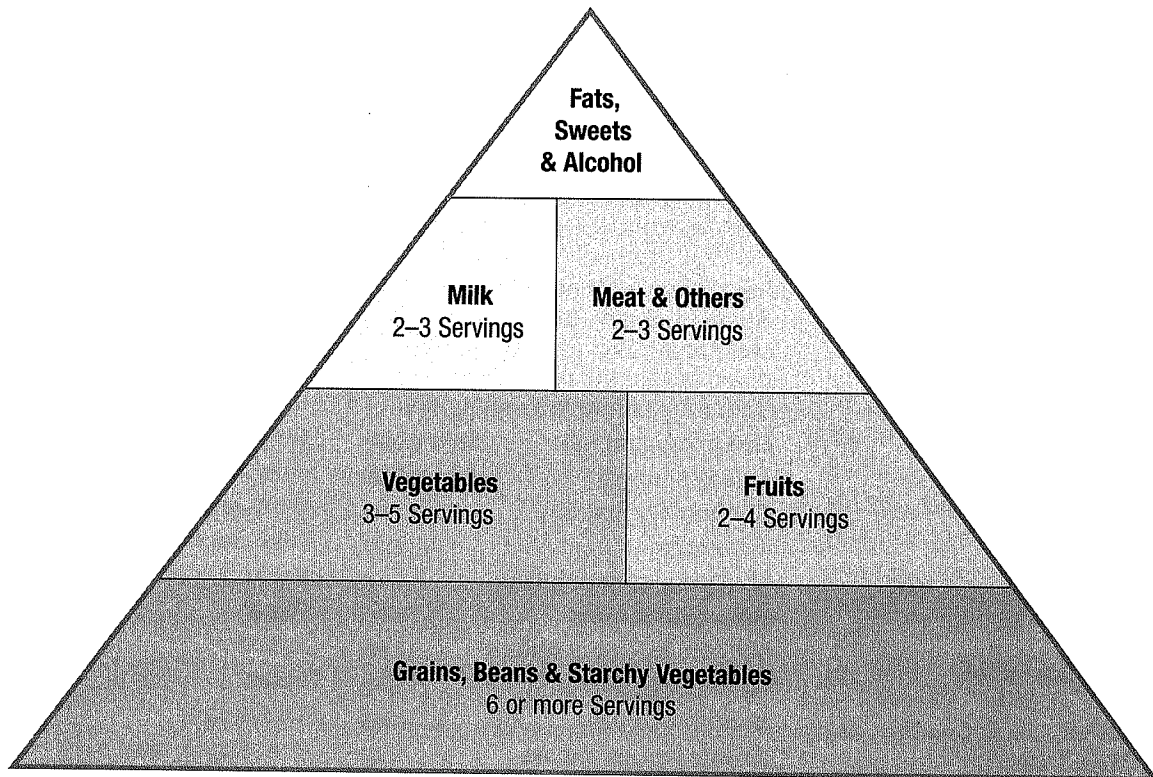 Fats,
Sweets
& Alcohol
Milk
2–3 Servings
Meat & Others
2–3 Servings
Vegetables
3–5 Servings
Fruits
2–4 Servings
Grains, Beans & Starchy Vegetables
6 or more Servings